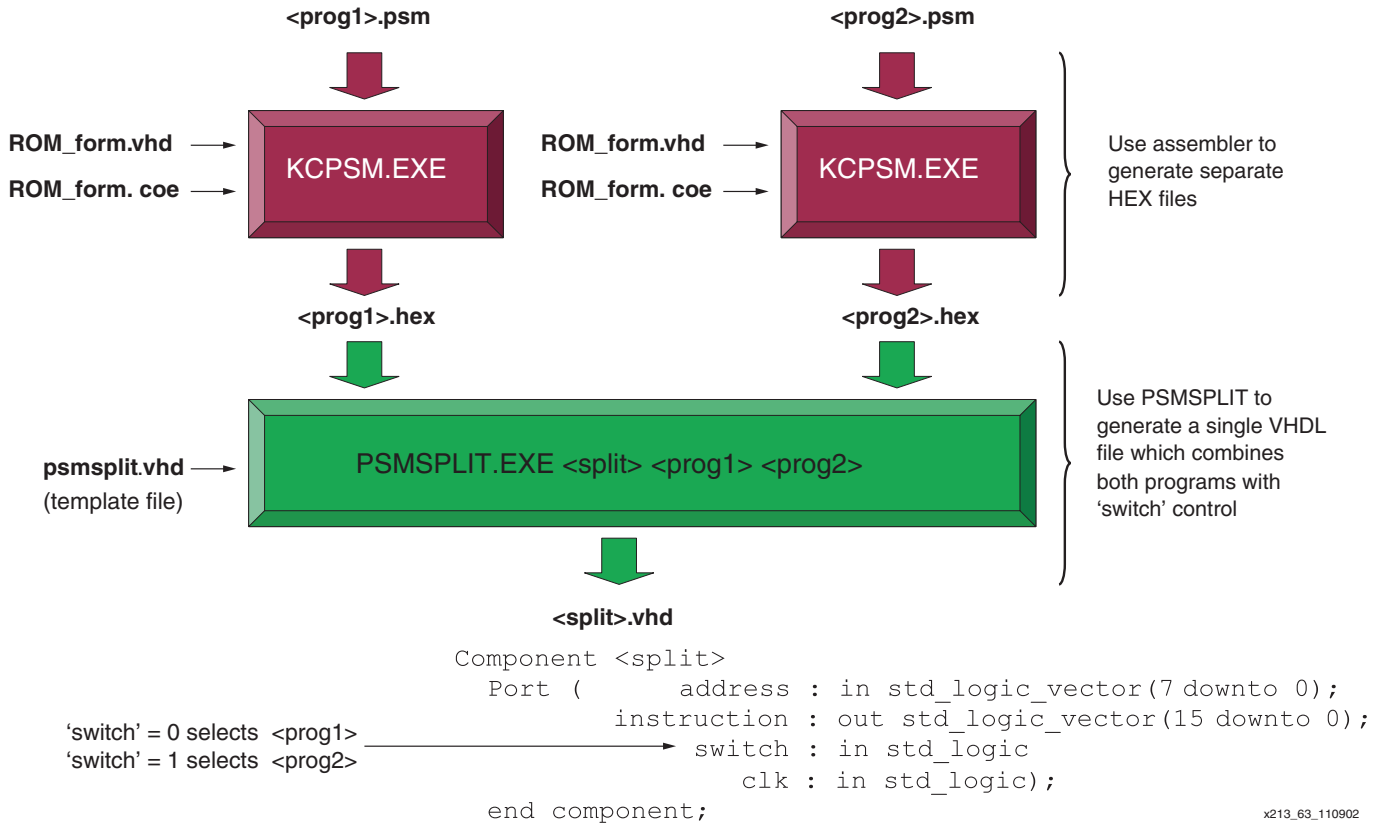 <prog1>.psm
<prog2>.psm
ROM_form.vhd
ROM_form. coe
KCPSM.EXE
ROM_form.vhd
ROM_form. coe
KCPSM.EXE
Use assembler to
generate separate
HEX files
<prog1>.hex
<prog2>.hex
psmsplit.vhd
(template file)
PSMSPLIT.EXE <split> <prog1> <prog2>
Use PSMSPLIT to
generate a single VHDL
file which combines
both programs with
‘switch’ control
<split>.vhd
Component <split>
Port ( address : in std_logic_vector(7 downto 0);
instruction : out std_logic_vector(15 downto 0);
‘switch’ = 0 selects <prog1>
‘switch’ = 1 selects <prog2>
switch : in std_logic
clk : in std_logic);
end component;
x213_63_110902